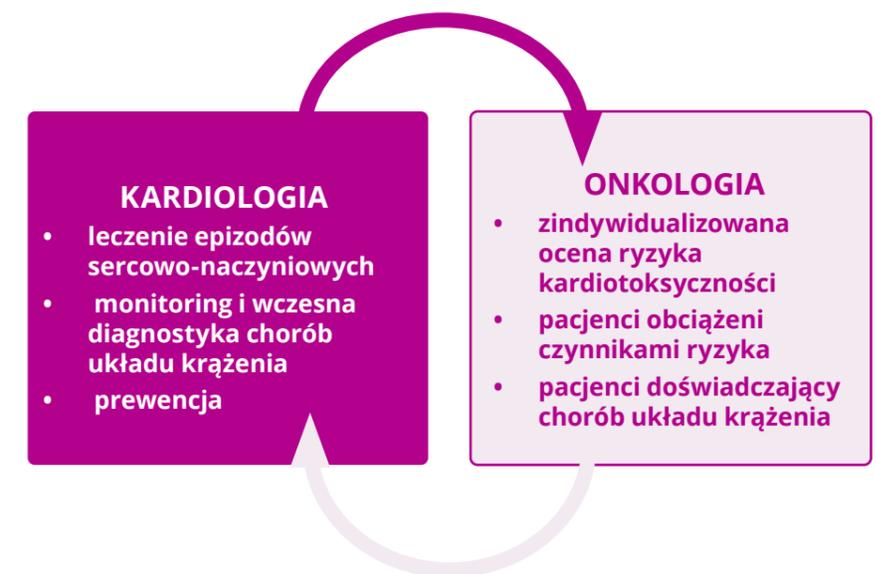 KARDIOLOGIA
• leczenie epizodów
sercowo-naczyniowych
• monitoring i wczesna
diagnostyka chorób
układu krążenia
• prewencja
ONKOLOGIA
• zindywidualizowana
ocena ryzyka
kardiotoksyczności
• pacjenci obciążeni
czynnikami ryzyka
• pacjenci doświadczający
chorób układu krążenia